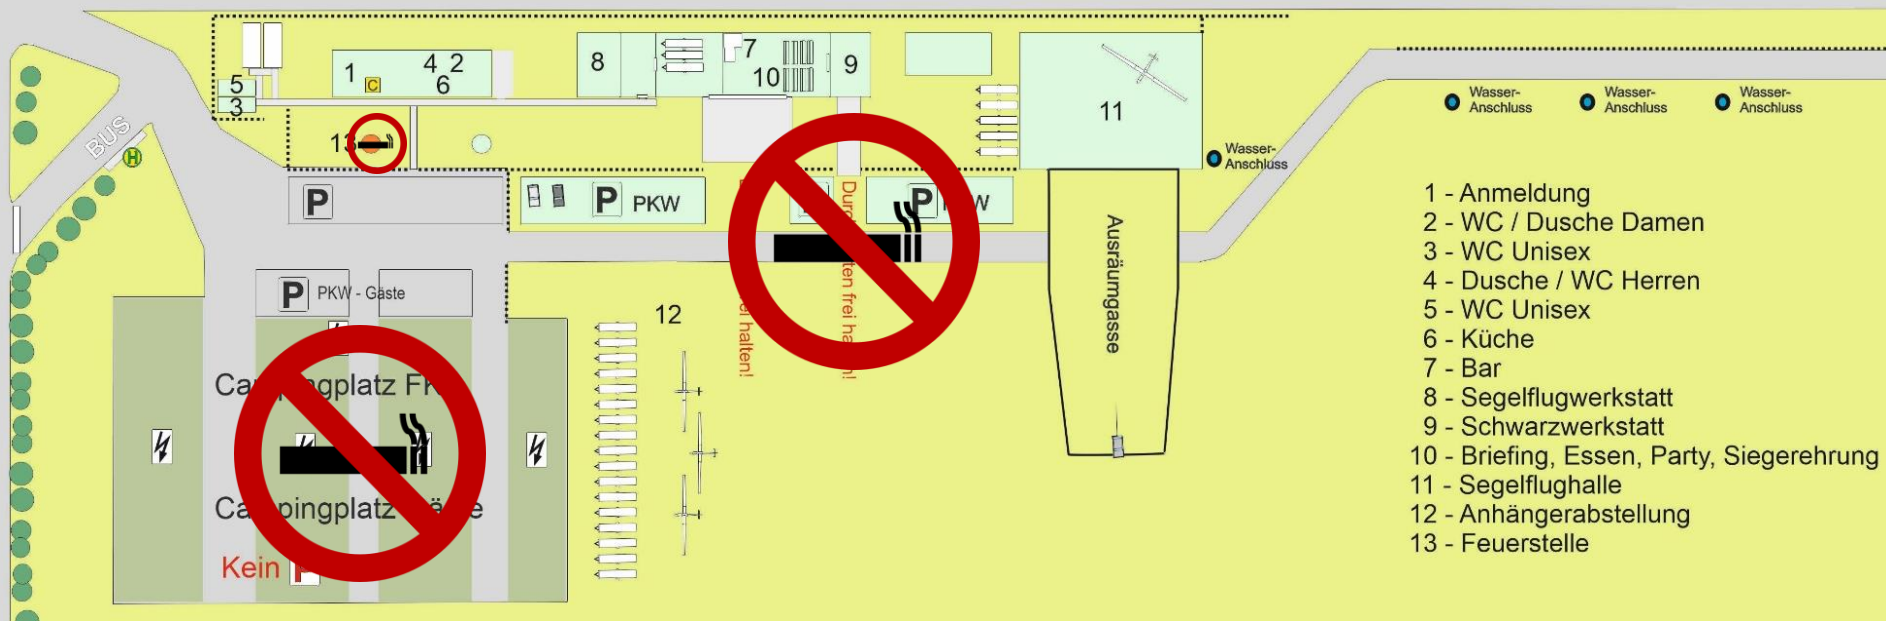 5
3
1
C
4 2
6
8
7
10
9
11
Wasser-
Anschluss
Wasser-
Anschluss
Wasser-
Anschluss
Wasser-
Anschluss
BUS
H
13
P
P PKW
P
P PKW - Gäste
Ausräumgasse
12
Campingplatz
Campingplatz
Kein P
halten!
1 - Anmeldung
2 - WC / Dusche Damen
3 - WC Unisex
4 - Dusche / WC Herren
5 - WC Unisex
6 - Küche
7 - Bar
8 - Segelflugwerkstatt
9 - Schwarzwerkstatt
10 - Briefing, Essen, Party, Siegerehrung
11 - Segelflughalle
12 - Anhängerabstellung
13 - Feuerstelle